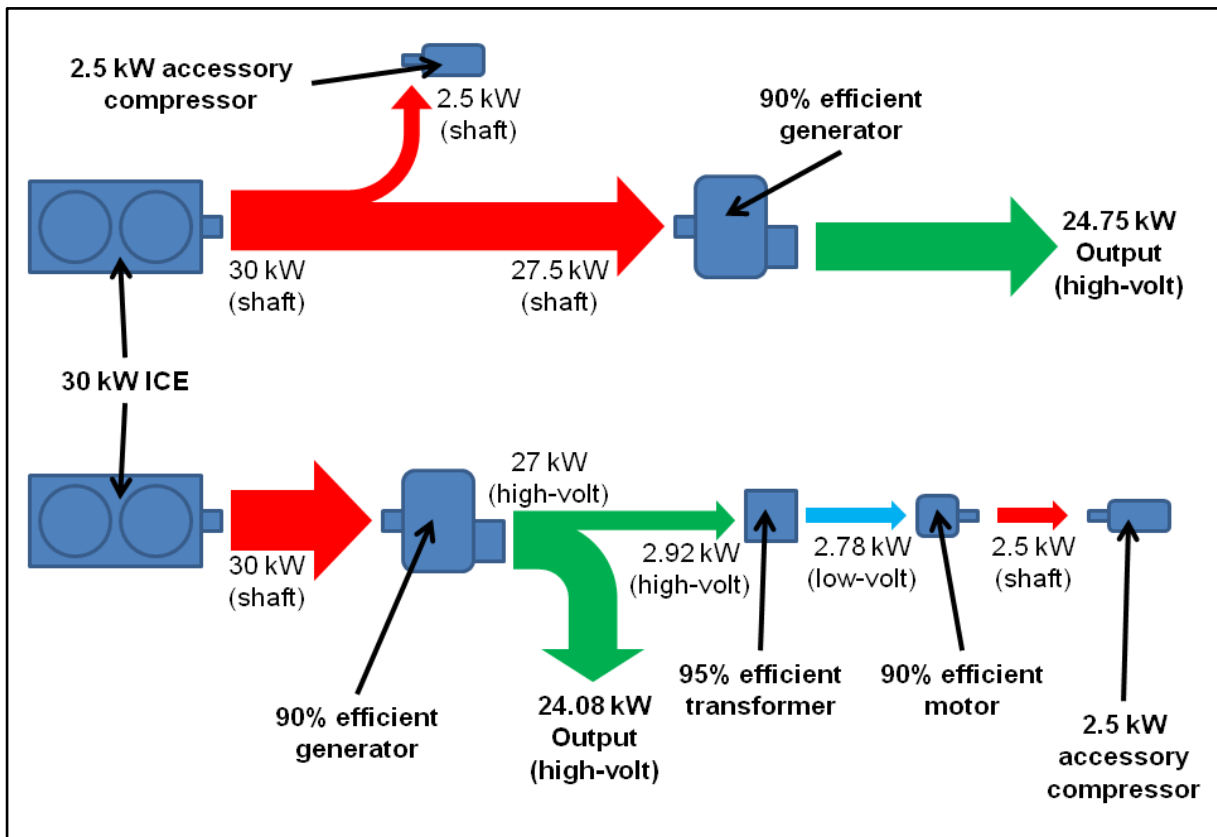 2.5 kW accessory
compressor
2.5 kW
(shaft)
90% efficient
generator
30 kW
(shaft)
27.5 kW
(shaft)
24.75 kW
Output
(high-volt)
30 kW ICE
27 kW
(high-volt)
30 kW
(shaft)
2.92 kW
(high-volt)
2.78 kW
(low-volt)
2.5 kW
(shaft)
90% efficient
generator
24.08 kW
Output
(high-volt)
95% efficient
transformer
90% efficient
motor
2.5 kW
accessory
compressor